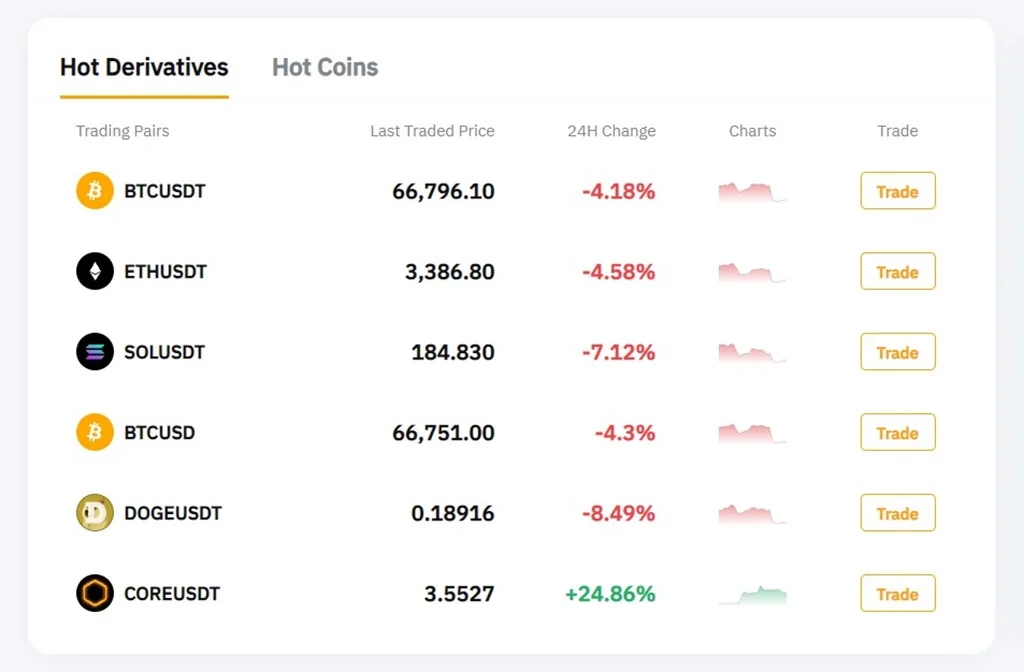 Hot Derivatives Hot Coins
Trading Pairs Last Traded Price 24H Change Charts Trade
BTCUSDT 66,796.10 -4.18% Trade
ETHUSDT 3,386.80 -4.58% Trade
SOLUSDT 184.830 -7.12% Trade
BTCUSD 66,751.00 -4.3% Trade
DOGEUSDT 0.18916 -8.49% Trade
COREUSDT 3.5527 +24.86% Trade